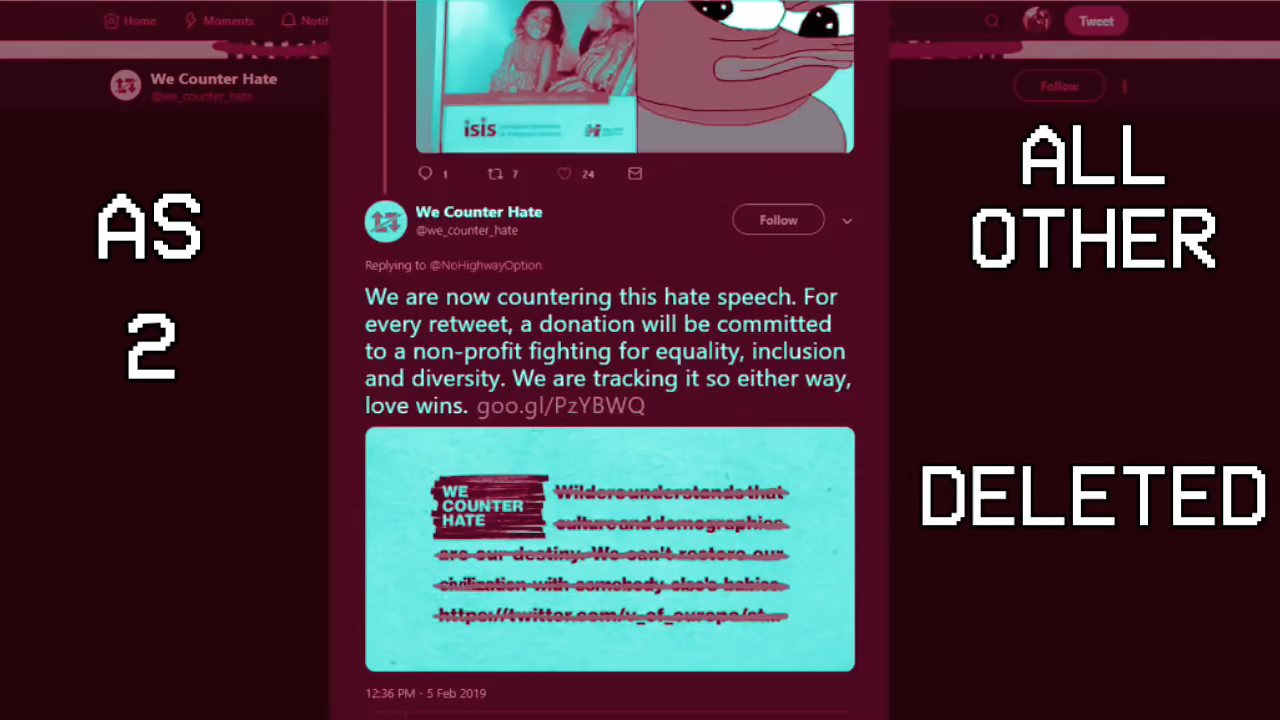 Home
Moments
Notif
Tweet
We Counter Hate
@we_counter_hate
Follow
isis
1
7
24
AS
2
ALL
OTHER
DELETED
We Counter Hate
@we_counter_hate
Follow
Replying to @NoHighwayOption
We are now countering this hate speech. For
every retweet, a donation will be committed
to a non-profit fighting for equality, inclusion
and diversity. We are tracking it so either way,
love wins. goo.gl/PzYBWQ
WE
COUNTER
HATE
Wilders understands that
culture and demographics
are our destiny. We can't restore our
civilization with somebody else's babies.
https://twitter.com/v_of_europe/st...
12:36 PM - 5 Feb 2019